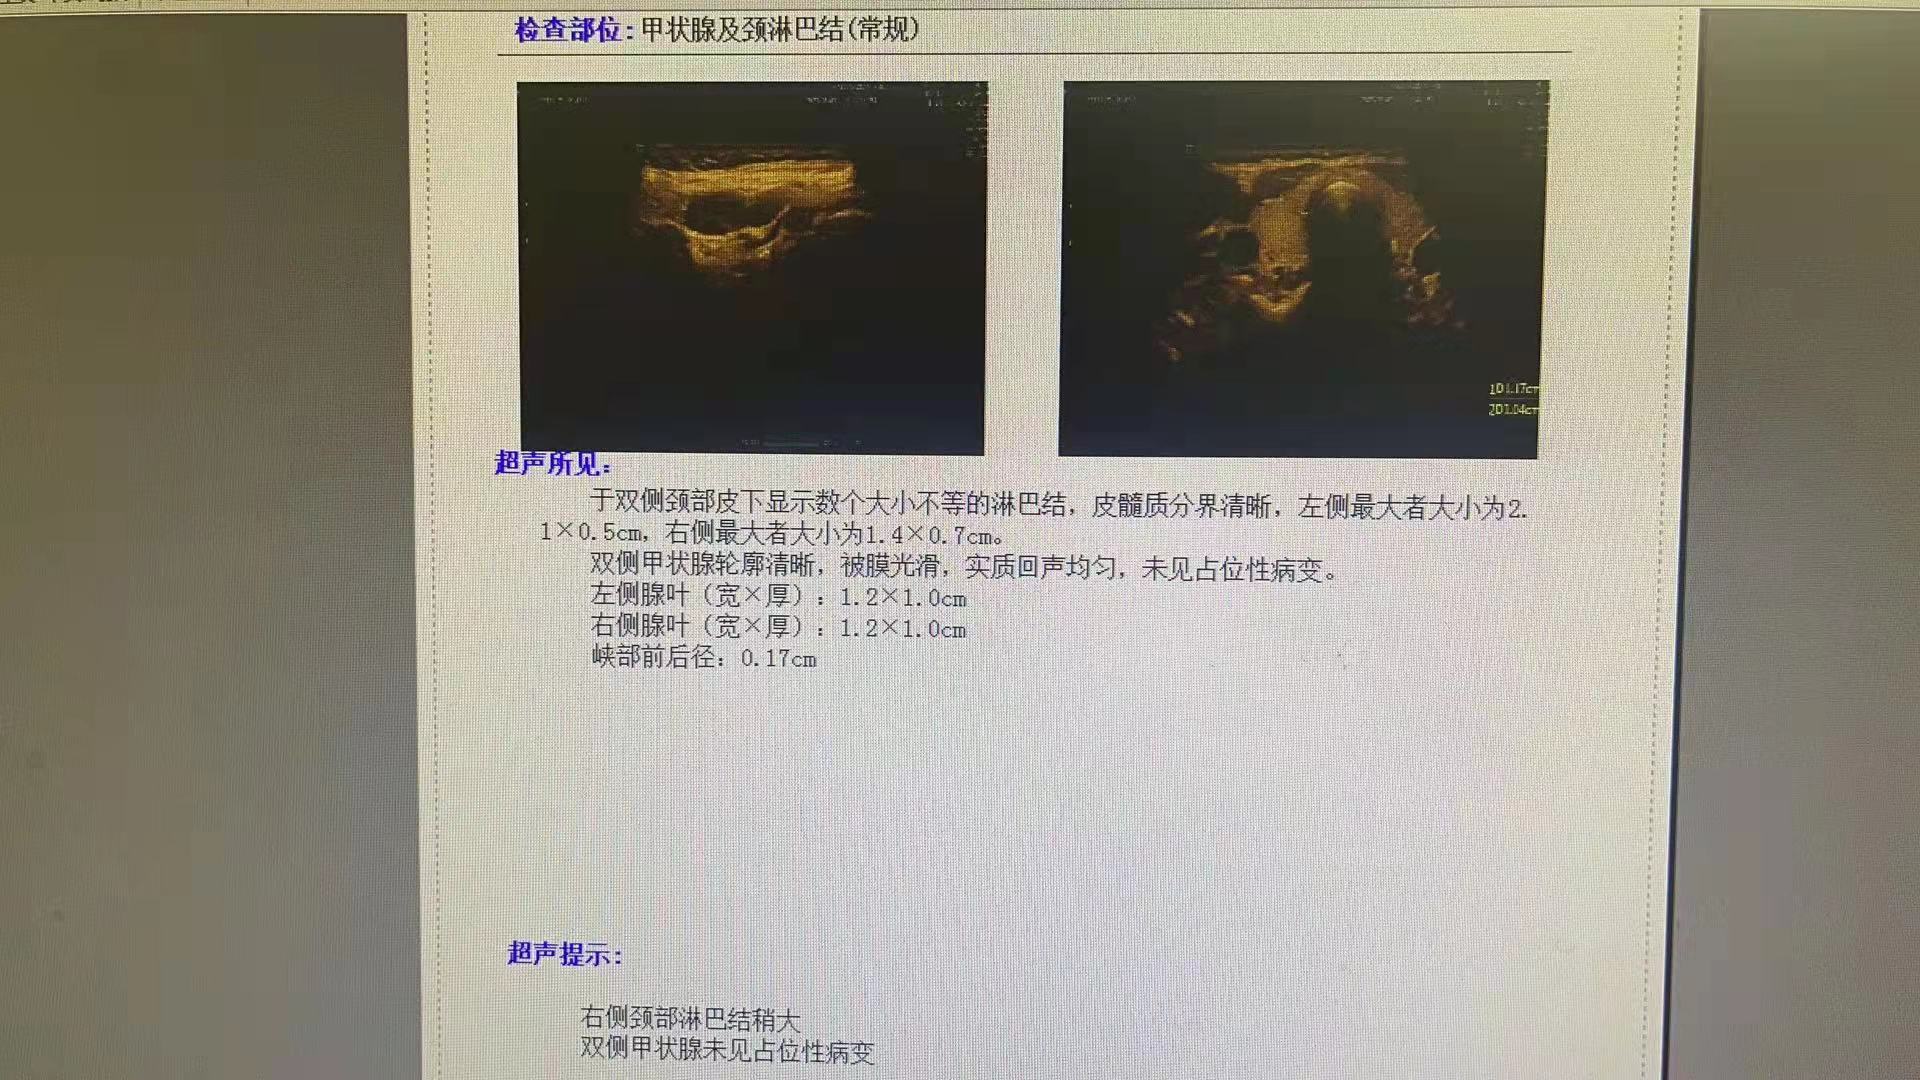 检查部位:甲状腺及颈淋巴结(常规)
1D1.17cm
2D1.04cm
超声所见:
于双侧颈部皮下显示数个大小不等的淋巴结，皮髓质分界清晰，左侧最大者大小为2.
1×0.5cm，右侧最大者大小为1.4×0.7cm。
双侧甲状腺轮廓清晰，被膜光滑，实质回声均匀，未见占位性病变。
左侧腺叶（宽×厚）：1.2×1.0cm
右侧腺叶（宽×厚）：1.2×1.0cm
峡部前后径：0.17cm
超声提示:
右侧颈部淋巴结稍大
双侧甲状腺未见占位性病变